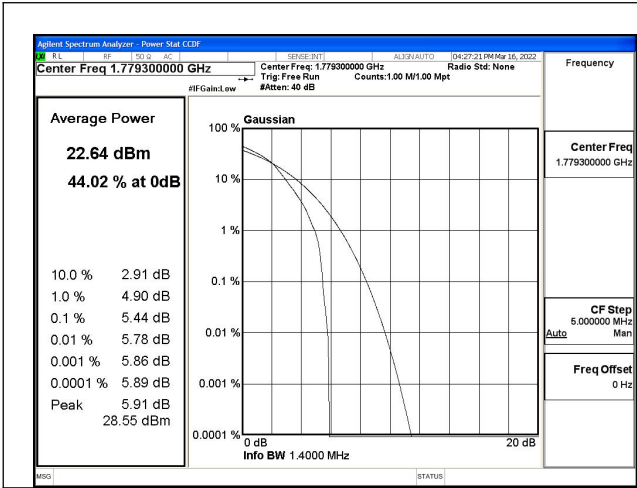 Agilent Spectrum Analyzer - Power Stat CCDF
RL RF 50 Ω AC SENSE:INT ALIGNAUTO 04:27:21 PM Mar 16, 2022
Center Freq 1.779300000 GHz
Center Freq: 1.779300000 GHz Radio Std: None
Trig: Free Run Counts:1.00 M/1.00 Mpt
#IFGain:Low #Atten: 40 dB
Frequency
Average Power
22.64 dBm
44.02 % at 0dB
10.0 % 2.91 dB
1.0 % 4.90 dB
0.1 % 5.44 dB
0.01 % 5.78 dB
0.001 % 5.86 dB
0.0001 % 5.89 dB
Peak 5.91 dB
28.55 dBm
Gaussian
100 %
10 %
1 %
0.1 %
0.01 %
0.001 %
0.0001 %
0 dB 20 dB
Info BW 1.4000 MHz
Center Freq
1.779300000 GHz
CF Step
5.000000 MHz
Auto Man
Freq Offset
0 Hz
MSG STATUS